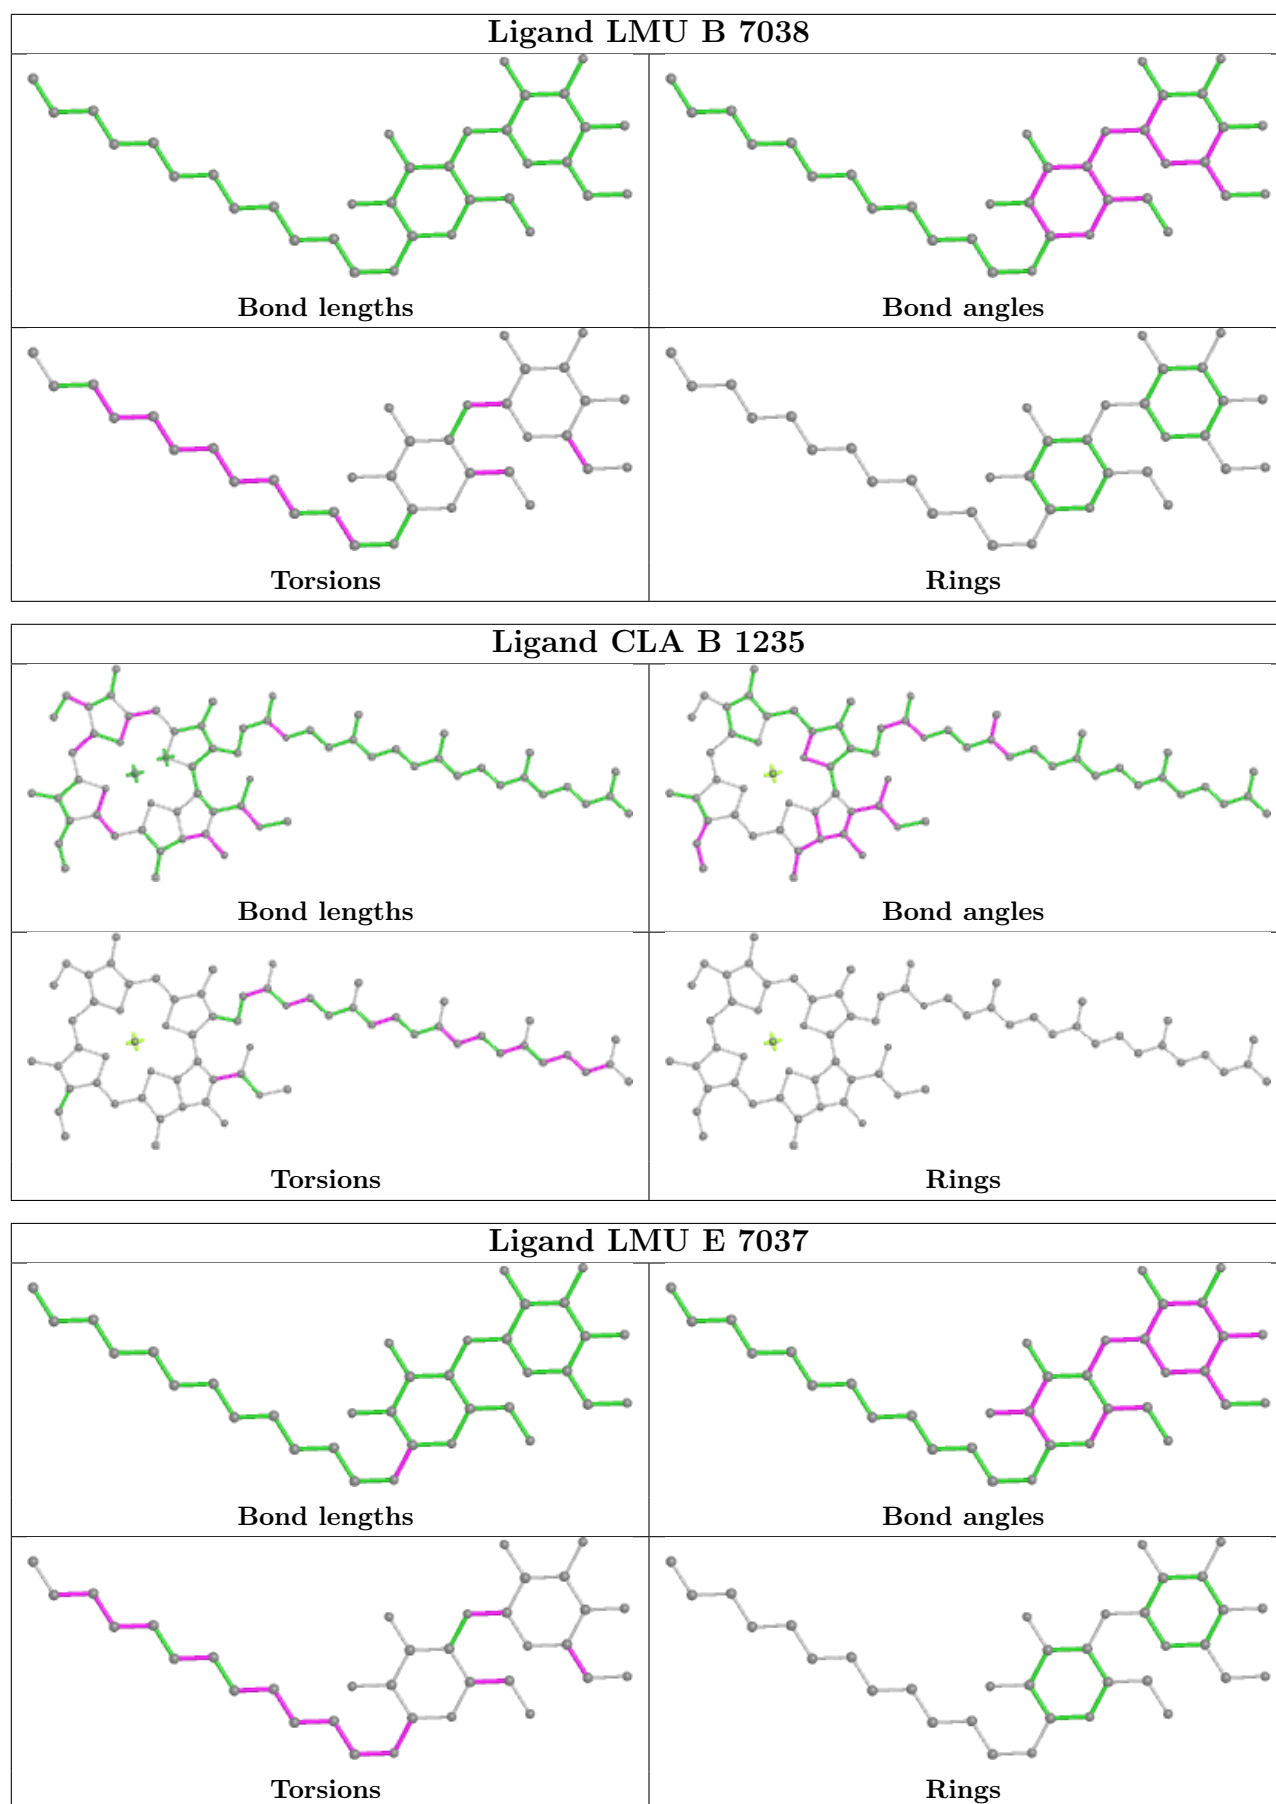 Ligand LMU B 7038
Bond lengths
Bond angles
Torsions
Rings
Ligand CLA B 1235
Bond lengths
Bond angles
Torsions
Rings
Ligand LMU E 7037
Bond lengths
Bond angles
Torsions
Rings